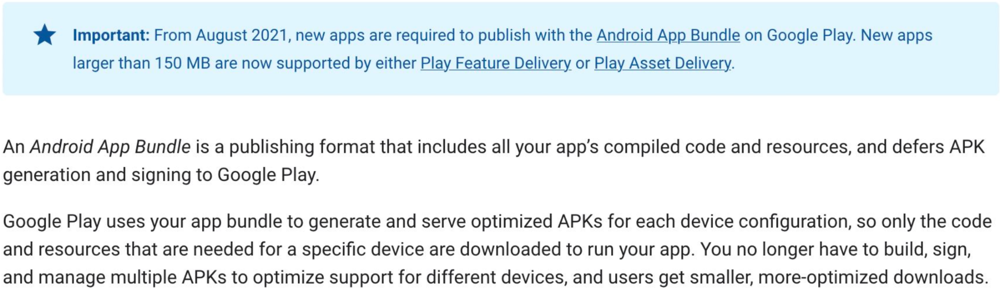 Important: From August 2021, new apps are required to publish with the Android App Bundle on Google Play. New apps
larger than 150 MB are now supported by either Play Feature Delivery or Play Asset Delivery.
An Android App Bundle is a publishing format that includes all your app’s compiled code and resources, and defers APK
generation and signing to Google Play.
Google Play uses your app bundle to generate and serve optimized APKs for each device configuration, so only the code
and resources that are needed for a specific device are downloaded to run your app. You no longer have to build, sign,
and manage multiple APKs to optimize support for different devices, and users get smaller, more-optimized downloads.